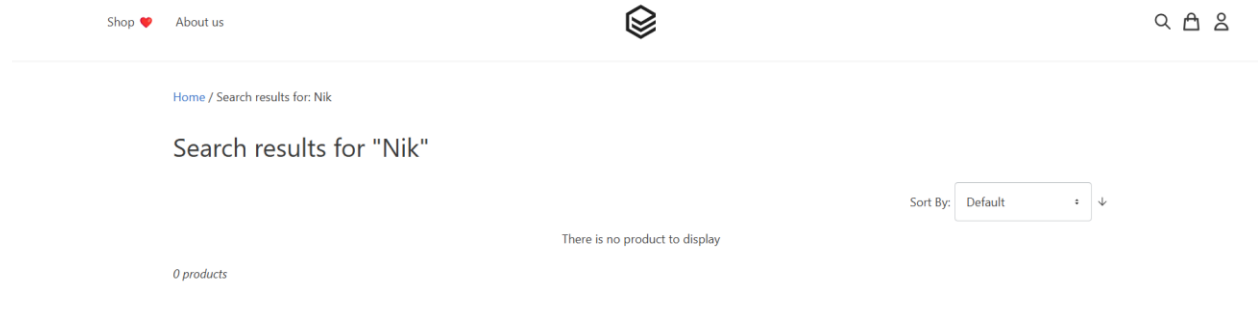 Shop ❤️ About us
Home / Search results for: Nik
Search results for "Nik"
Sort By: Default
There is no product to display
0 products